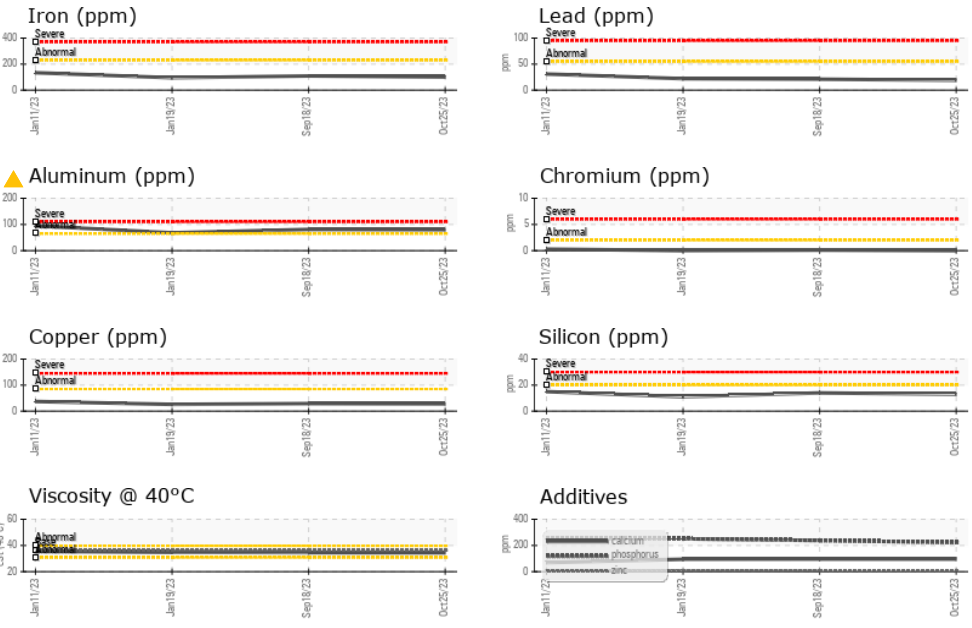 Iron (ppm)
400
200
0
Severe
Abnormal
Jan11/23
Jan19/23
Sep18/23
Oct25/23
Lead (ppm)
ppm
100
50
0
Severe
Abnormal
Jan11/23
Jan19/23
Sep18/23
Oct25/23
Aluminum (ppm)
200
100
0
Severe
Abnormal
Jan11/23
Jan19/23
Sep18/23
Oct25/23
Chromium (ppm)
ppm
10
5
0
Severe
Abnormal
Jan11/23
Jan19/23
Sep18/23
Oct25/23
Copper (ppm)
200
100
0
Severe
Abnormal
Jan11/23
Jan19/23
Sep18/23
Oct25/23
Silicon (ppm)
ppm
40
20
0
Severe
Abnormal
Jan11/23
Jan19/23
Sep18/23
Oct25/23
Viscosity @ 40°C
60
40
20
Abnormal
Base
Abnormal
Jan11/23
Jan19/23
Sep18/23
Oct25/23
Additives
ppm
400
200
0
calcium
phosphorus
zinc
Jan11/23
Jan19/23
Sep18/23
Oct25/23